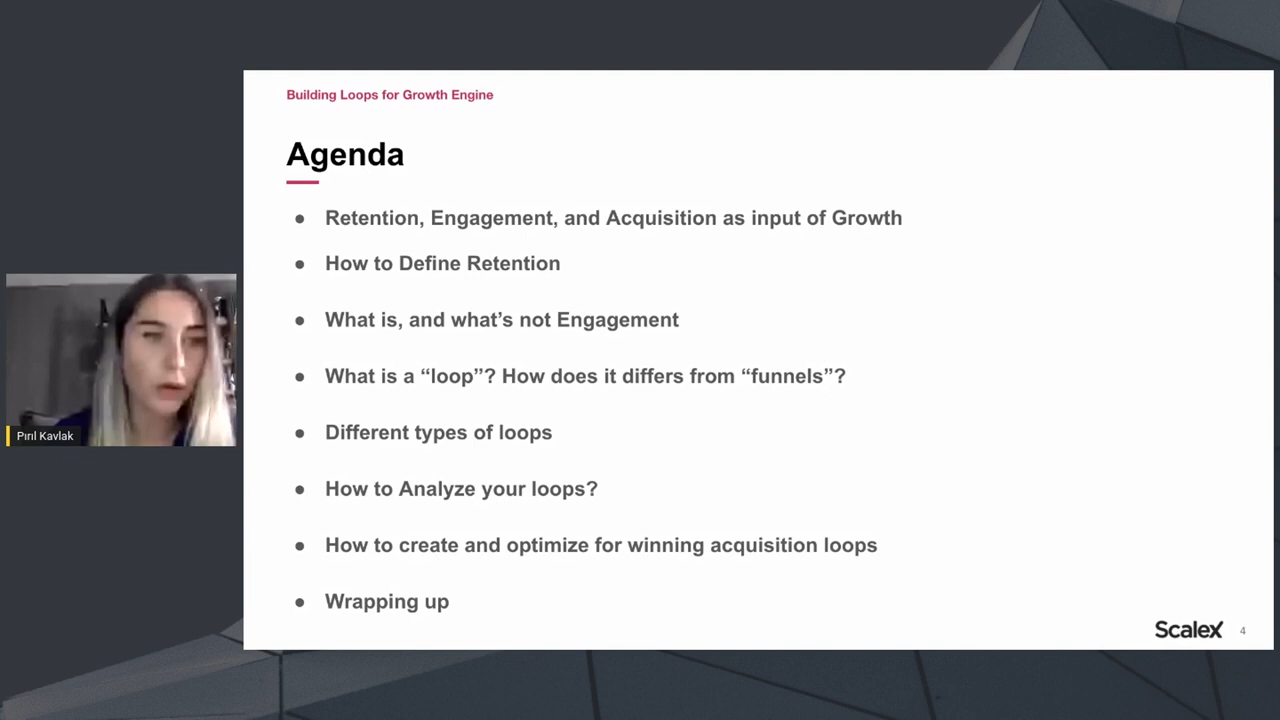 Building Loops for Growth Engine
Agenda
● Retention, Engagement, and Acquisition as input of Growth
● How to Define Retention
● What is, and what’s not Engagement
● What is a “loop”? How does it differs from “funnels”?
● Different types of loops
● How to Analyze your loops?
● How to create and optimize for winning acquisition loops
● Wrapping up
Pırıl Kavlak
ScaleX 4